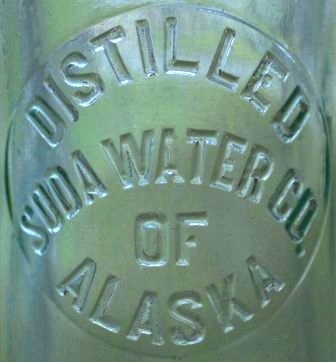 DISTILLED
SODA WATER CO.
OF
ALASKA